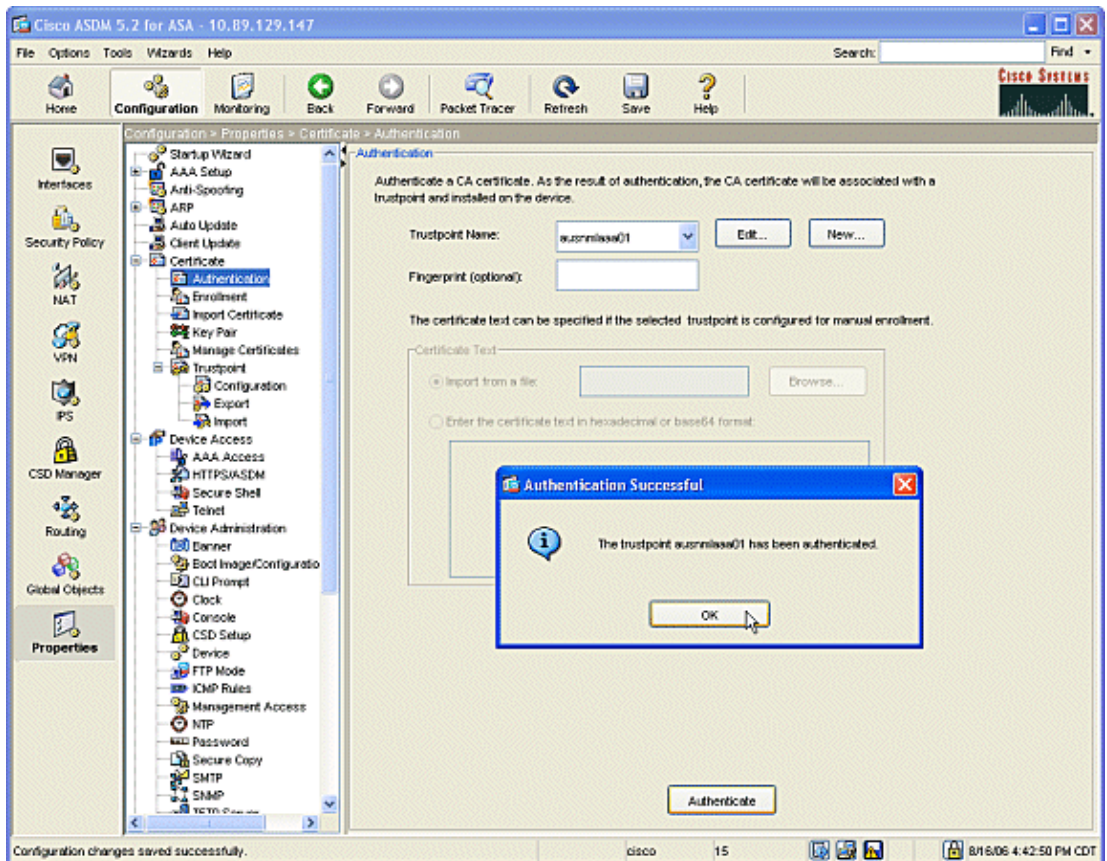 Cisco ASDM 5.2 for ASA - 10.89.129.147
File Options Tools Wizards Help Search: Find
Home Configuration Monitoring Back Forward Packet Tracer Refresh Save Help
CISCO SYSTEMS
Configuration > Properties > Certificate > Authentication
Interfaces
Security Policy
NAT
VPN
IPS
CSD Manager
Routing
Global Objects
Properties
Startup Wizard
AAA Setup
Anti-Spoofing
ARP
Auto Update
Client Update
Certificate
Authentication
Enrollment
Import Certificate
Key Pair
Manage Certificates
Trustpoint
Configuration
Export
Import
Device Access
AAA Access
HTTPS/ASDM
Secure Shell
Telnet
Device Administration
Banner
Boot Image/Configuratio
CLI Prompt
Clock
Console
CSD Setup
Device
FTP Mode
ICMP Rules
Management Access
NTP
Password
Secure Copy
SMTP
SNMP
TFTP Server
Authentication
Authenticate a CA certificate. As the result of authentication, the CA certificate will be associated with a
trustpoint and installed on the device.
Trustpoint Name: ausnmlaaa01 Edit... New...
Fingerprint (optional):
The certificate text can be specified if the selected trustpoint is configured for manual enrollment.
Certificate Text
Import from a file: Browse...
Enter the certificate text in hexadecimal or base64 format:
Authentication Successful
The trustpoint ausnmlaaa01 has been authenticated.
OK
Authenticate
Configuration changes saved successfully. cisco 15 8/16/06 4:42:50 PM CDT